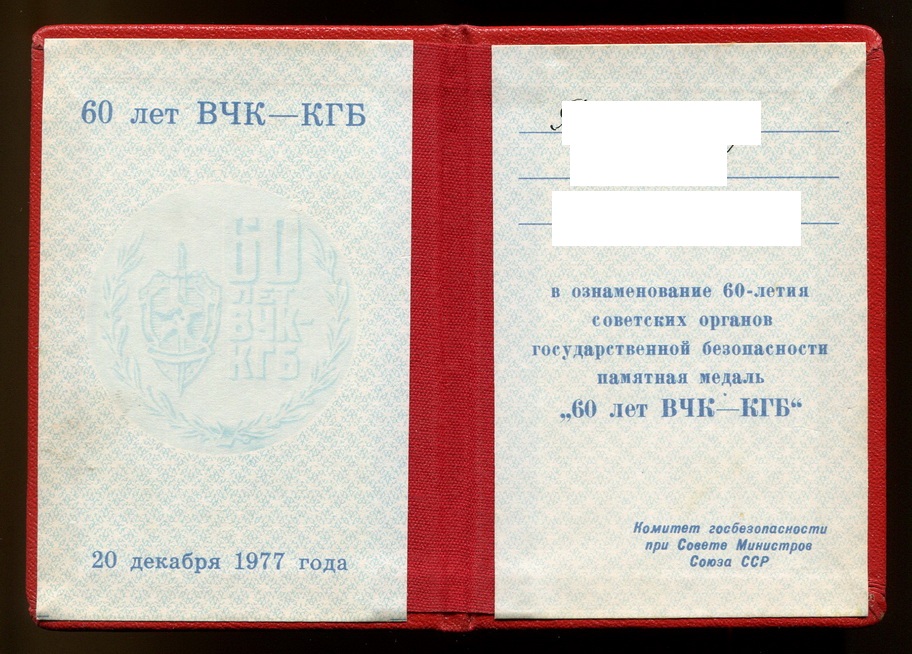 60 лет ВЧК—КГБ
60
ЛЕТ
ВЧК-
КГБ
20 декабря 1977 года
в ознаменование 60-летия
советских органов
государственной безопасности
памятная медаль
„60 лет ВЧК—КГБ“
Комитет госбезопасности
при Совете Министров
Союза ССР